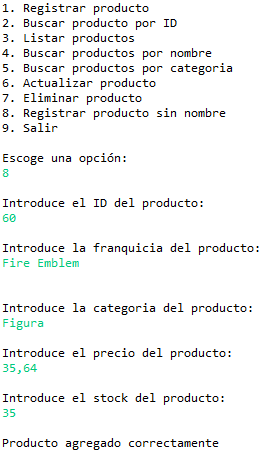 1. Registrar producto
2. Buscar producto por ID
3. Listar productos
4. Buscar productos por nombre
5. Buscar productos por categoria
6. Actualizar producto
7. Eliminar producto
8. Registrar producto sin nombre
9. Salir
Escoge una opción:
8
Introduce el ID del producto:
60
Introduce la franquicia del producto:
Fire Emblem
Introduce la categoria del producto:
Figura
Introduce el precio del producto:
35,64
Introduce el stock del producto:
35
Producto agregado correctamente